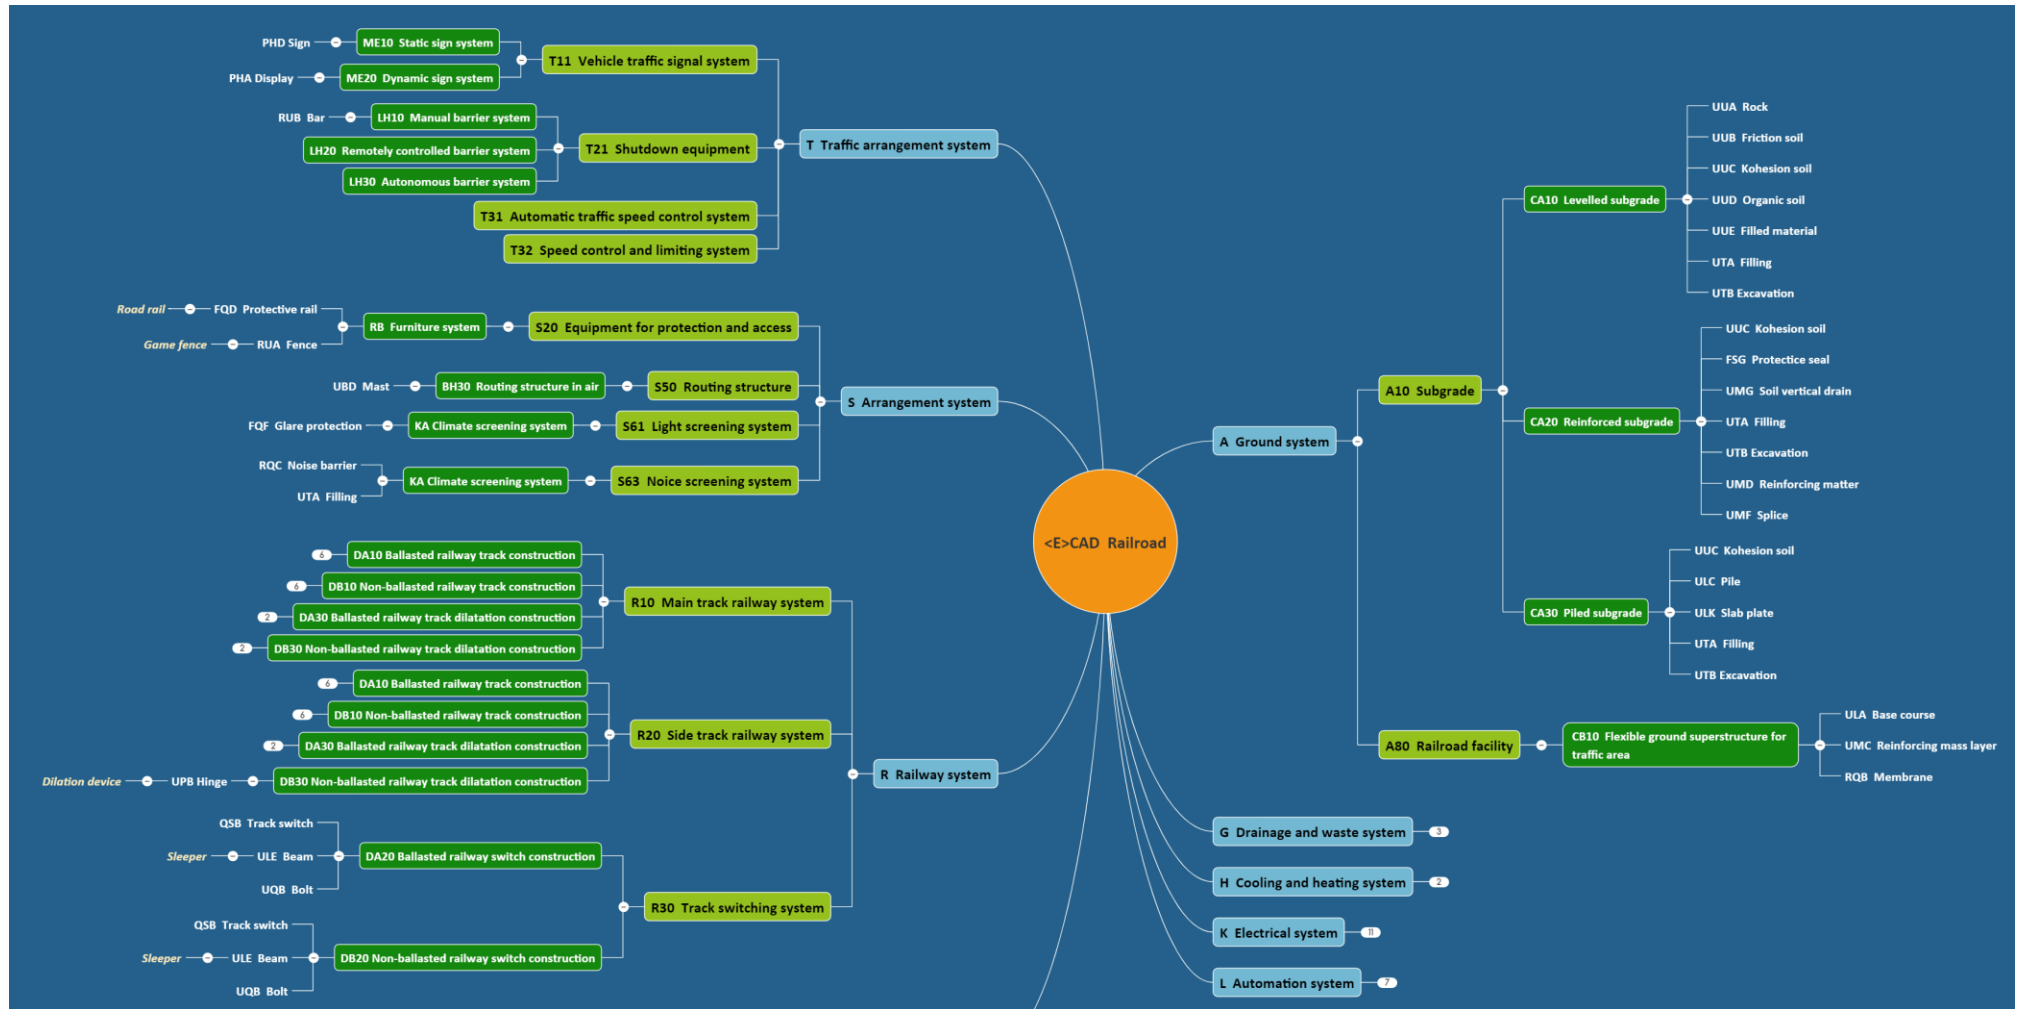 PHD Sign
ME10 Static sign system
T11 Vehicle traffic signal system
PHA Display
ME20 Dynamic sign system
RUB Bar
LH10 Manual barrier system
LH20 Remotely controlled barrier system
T21 Shutdown equipment
LH30 Autonomous barrier system
T31 Automatic traffic speed control system
T32 Speed control and limiting system
T Traffic arrangement system
Road rail
FQD Protective rail
RB Furniture system
S20 Equipment for protection and access
Game fence
RUA Fence
UBD Mast
BH30 Routing structure in air
S50 Routing structure
S Arrangement system
FQF Glare protection
KA Climate screening system
S61 Light screening system
RQC Noise barrier
KA Climate screening system
S63 Noice screening system
UTA Filling
<E>CAD Railroad
6
DA10 Ballasted railway track construction
6
DB10 Non-ballasted railway track construction
R10 Main track railway system
2
DA30 Ballasted railway track dilatation construction
2
DB30 Non-ballasted railway track dilatation construction
6
DA10 Ballasted railway track construction
6
DB10 Non-ballasted railway track construction
R20 Side track railway system
2
DA30 Ballasted railway track dilatation construction
Dilation device
UPB Hinge
DB30 Non-ballasted railway track dilatation construction
R Railway system
QSB Track switch
Sleeper
ULE Beam
DA20 Ballasted railway switch construction
UQB Bolt
R30 Track switching system
QSB Track switch
Sleeper
ULE Beam
DB20 Non-ballasted railway switch construction
UQB Bolt
A Ground system
A10 Subgrade
CA10 Levelled subgrade
UUA Rock
UUB Friction soil
UUC Kohesion soil
UUD Organic soil
UUE Filled material
UTA Filling
UTB Excavation
CA20 Reinforced subgrade
UUC Kohesion soil
FSG Protectice seal
UMG Soil vertical drain
UTA Filling
UTB Excavation
UMD Reinforcing matter
UMF Splice
CA30 Piled subgrade
UUC Kohesion soil
ULC Pile
ULK Slab plate
UTA Filling
UTB Excavation
A80 Railroad facility
CB10 Flexible ground superstructure for
traffic area
ULA Base course
UMC Reinforcing mass layer
RQB Membrane
G Drainage and waste system
3
H Cooling and heating system
2
K Electrical system
11
L Automation system
7